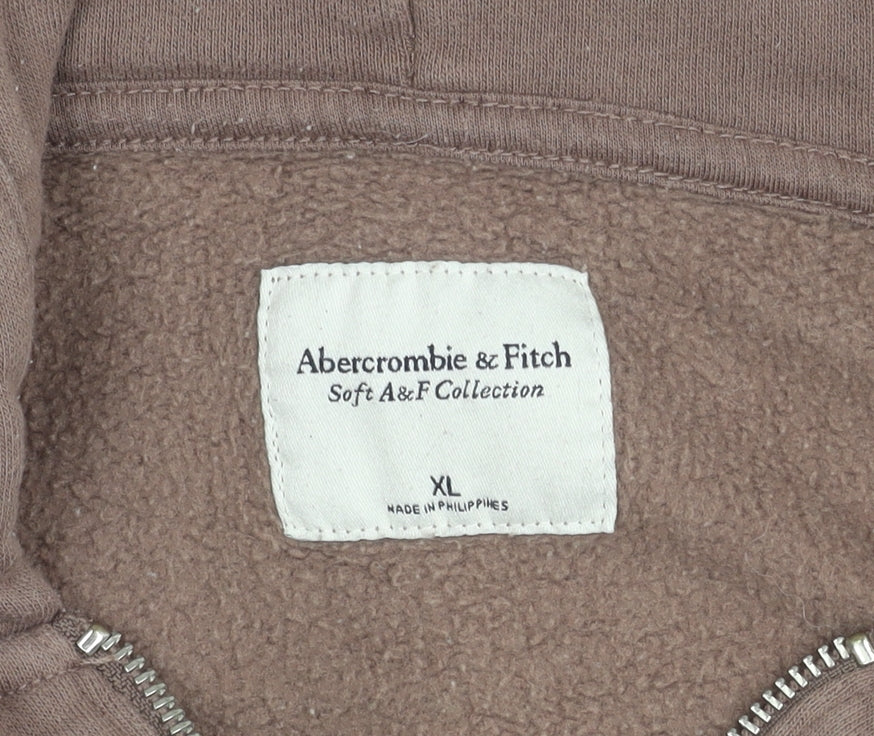 Abercrombie & Fitch
Soft A&F Collection
XL
MADE IN PHILIPPINES